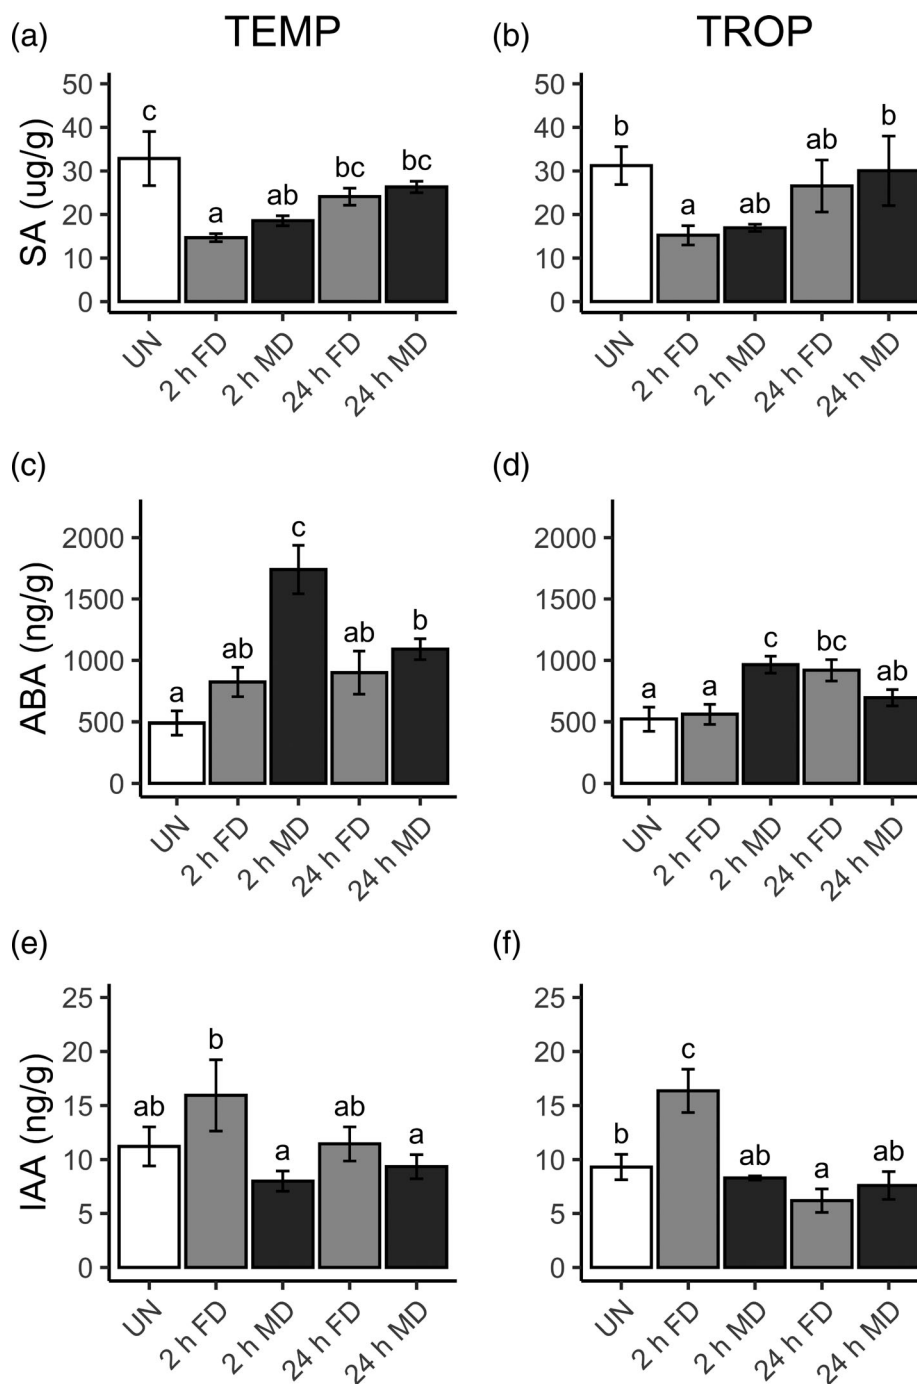 (a) TEMP (b) TROP
SA (ug/g)
50 50
40 40
30 30
20 20
10 10
0 0
c a ab bc bc
b a ab ab b
UN 2 h FD 2 h MD 24 h FD 24 h MD
UN 2 h FD 2 h MD 24 h FD 24 h MD
(c) (d)
ABA (ng/g)
2000 2000
1500 1500
1000 1000
500 500
0 0
a ab c ab b
a a c bc ab
UN 2 h FD 2 h MD 24 h FD 24 h MD
UN 2 h FD 2 h MD 24 h FD 24 h MD
(e) (f)
IAA (ng/g)
25 25
20 20
15 15
10 10
5 5
0 0
ab b a ab a
b c ab a ab
UN 2 h FD 2 h MD 24 h FD 24 h MD
UN 2 h FD 2 h MD 24 h FD 24 h MD